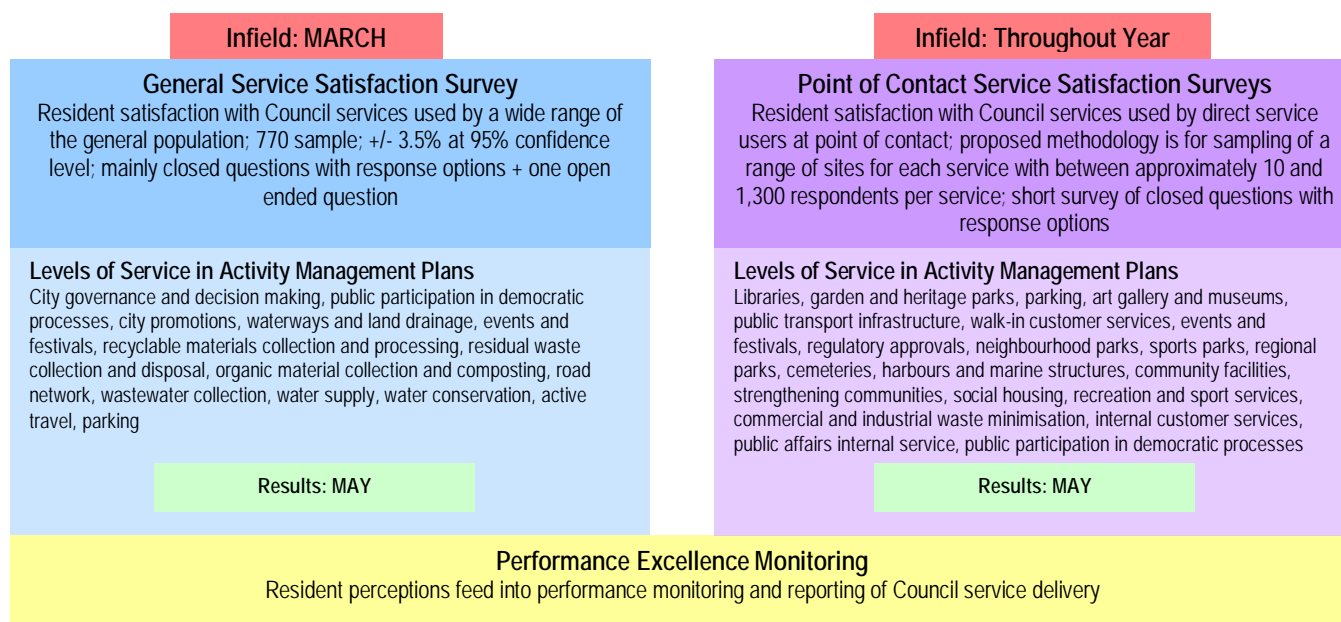 Infield: MARCH
General Service Satisfaction Survey
Resident satisfaction with Council services used by a wide range of
the general population; 770 sample; +/- 3.5% at 95% confidence
level; mainly closed questions with response options + one open
ended question
Levels of Service in Activity Management Plans
City governance and decision making, public participation in democratic
processes, city promotions, waterways and land drainage, events and
festivals, recyclable materials collection and processing, residual waste
collection and disposal, organic material collection and composting, road
network, wastewater collection, water supply, water conservation, active
travel, parking
Results: MAY
Infield: Throughout Year
Point of Contact Service Satisfaction Surveys
Resident satisfaction with Council services used by direct service
users at point of contact; proposed methodology is for sampling of a
range of sites for each service with between approximately 10 and
1,300 respondents per service; short survey of closed questions with
response options
Levels of Service in Activity Management Plans
Libraries, garden and heritage parks, parking, art gallery and museums,
public transport infrastructure, walk-in customer services, events and
festivals, regulatory approvals, neighbourhood parks, sports parks, regional
parks, cemeteries, harbours and marine structures, community facilities,
strengthening communities, social housing, recreation and sport services,
commercial and industrial waste minimisation, internal customer services,
public affairs internal service, public participation in democratic processes
Results: MAY
Performance Excellence Monitoring
Resident perceptions feed into performance monitoring and reporting of Council service delivery